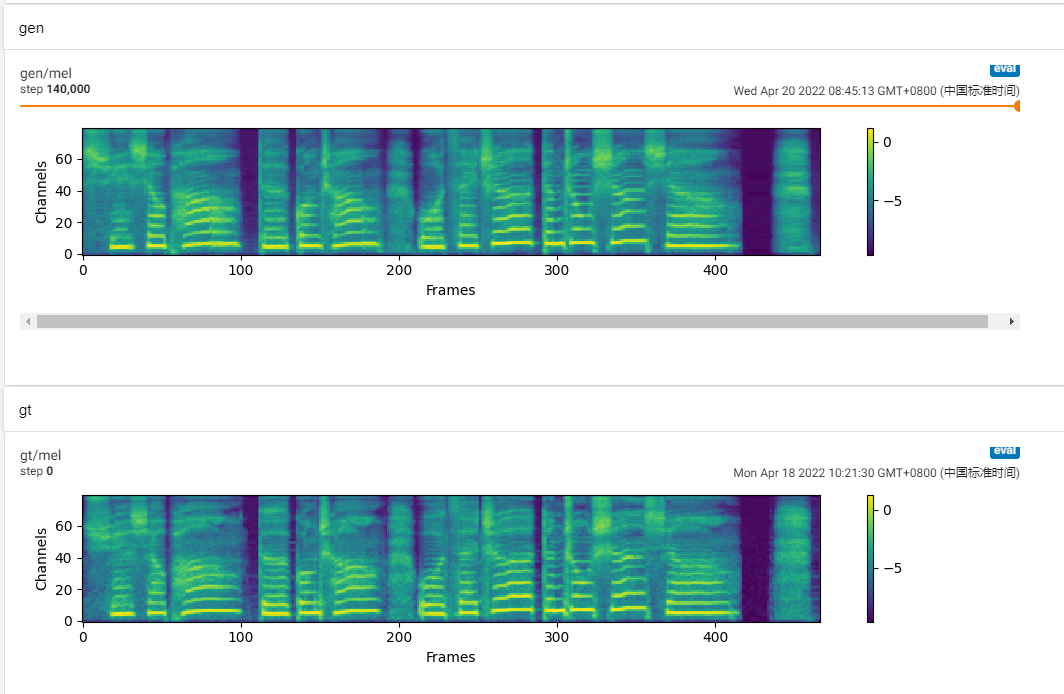 gen
gen/mel
eval
step 140,000
Wed Apr 20 2022 08:45:13 GMT+0800 (中国标准时间)
Channels
60
40
20
0
0
100
200
300
400
Frames
0
−5
gt
gt/mel
eval
step 0
Mon Apr 18 2022 10:21:30 GMT+0800 (中国标准时间)
Channels
60
40
20
0
0
100
200
300
400
Frames
0
−5